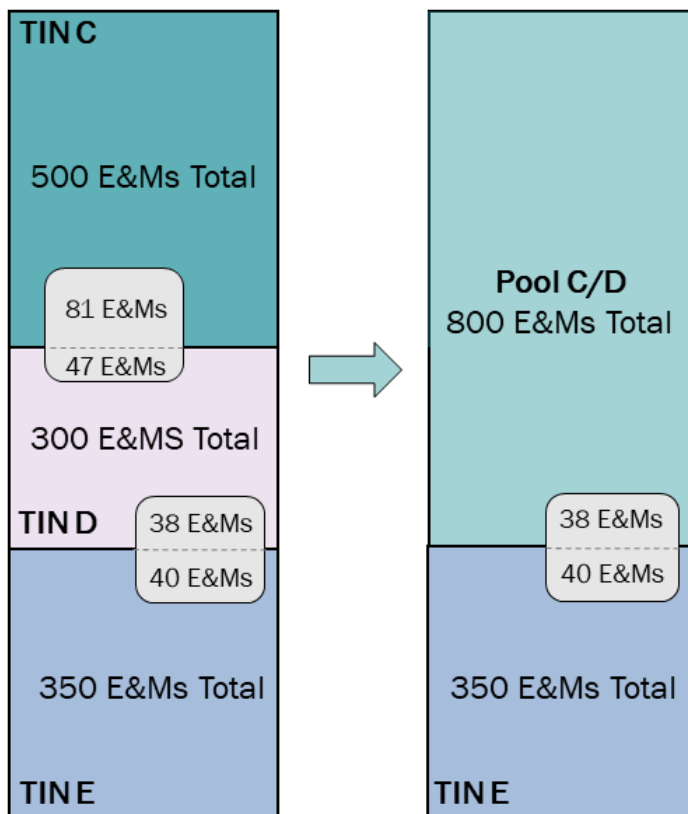 TIN C
500 E&Ms Total
81 E&Ms
47 E&Ms
300 E&MS Total
TIN D
38 E&Ms
40 E&Ms
350 E&Ms Total
TIN E
Pool C/D
800 E&Ms Total
38 E&Ms
40 E&Ms
350 E&Ms Total
TIN E